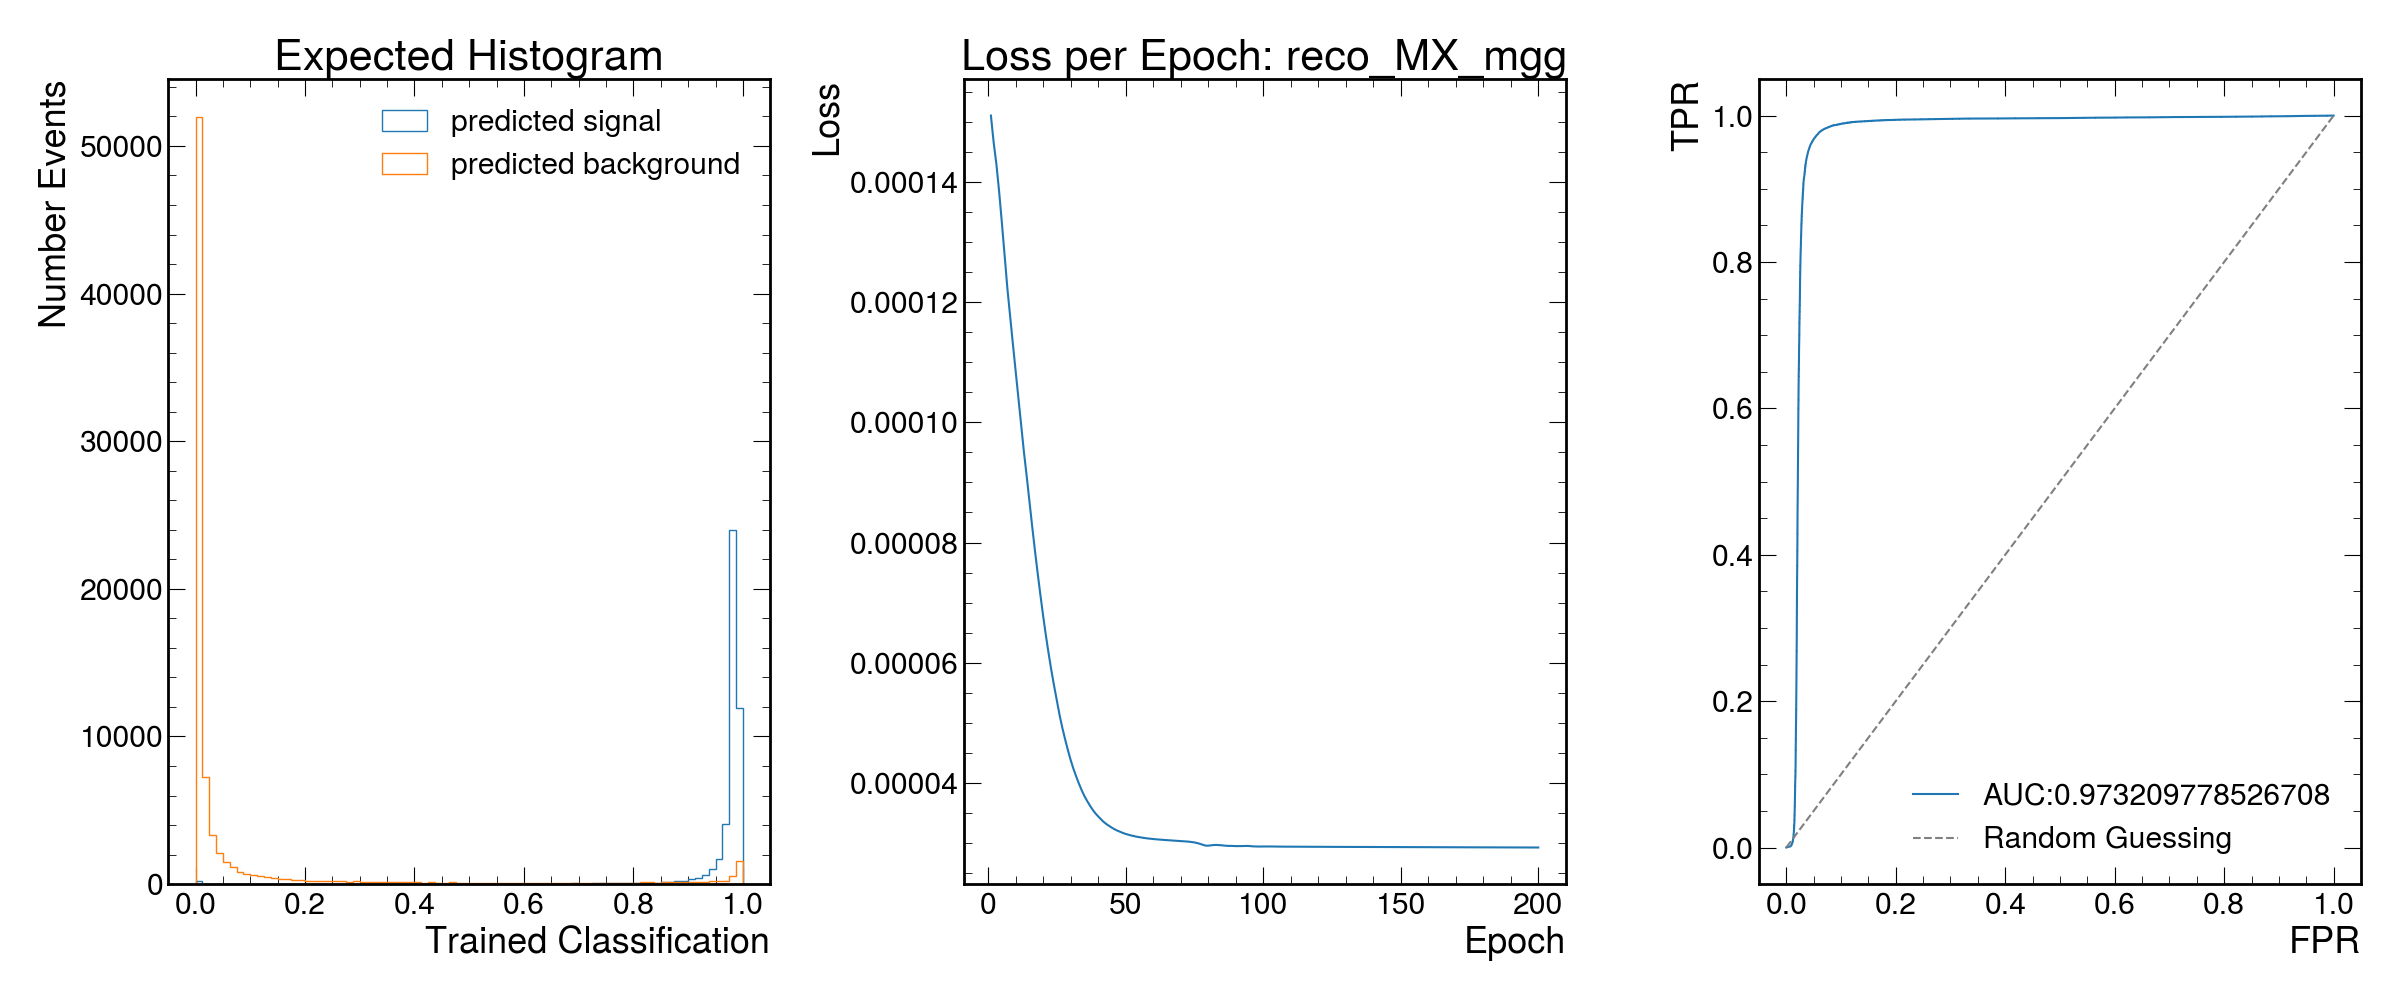 Expected Histogram
Number Events
50000
40000
30000
20000
10000
0
predicted signal
predicted background
0.0 0.2 0.4 0.6 0.8 1.0
Trained Classification
Loss per Epoch: reco_MX_mgg
Loss
0.00014
0.00012
0.00010
0.00008
0.00006
0.00004
0 50 100 150 200
Epoch
TPR
1.0
0.8
0.6
0.4
0.2
0.0
AUC:0.973209778526708
Random Guessing
0.0 0.2 0.4 0.6 0.8 1.0
FPR